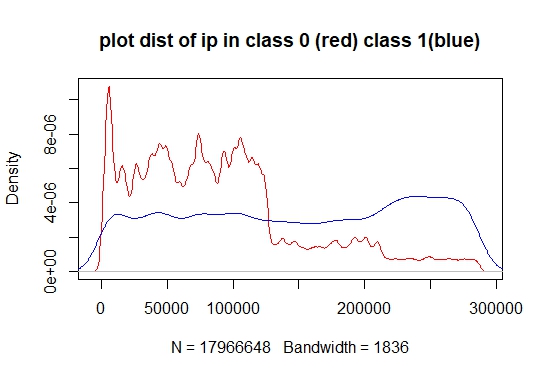 plot dist of ip in class 0 (red) class 1(blue)
Density
8e-06
4e-06
0e+00
0 50000 100000 200000 300000
N = 17966648 Bandwidth = 1836